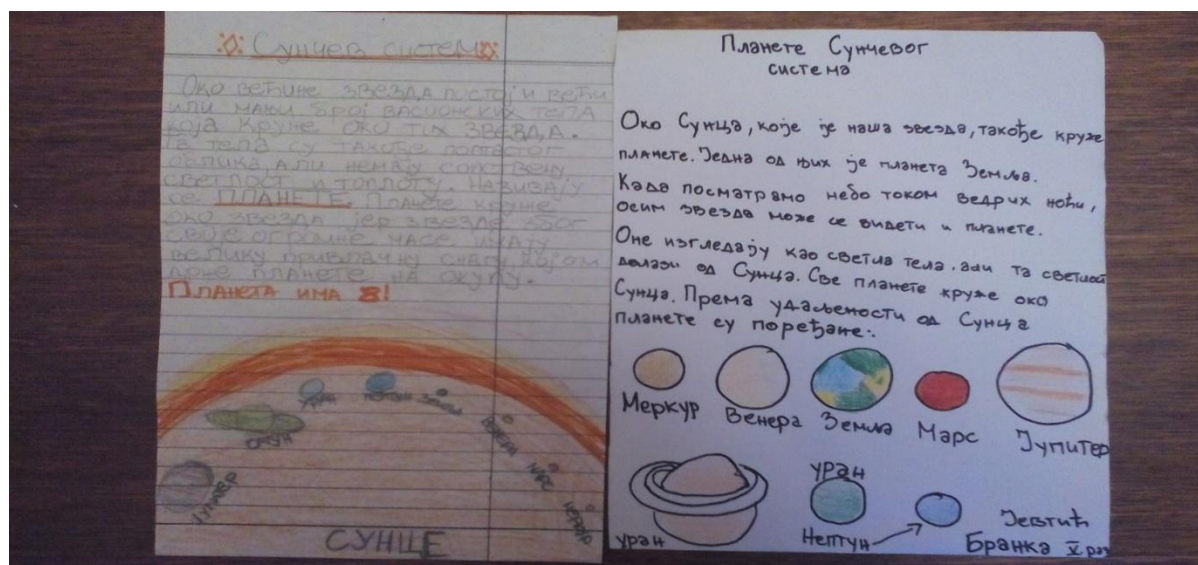 Сунчев систем
Око већине звезда постоји већи
или мањи број васионских тела
која круже око тих звезда.
Та тела су такође лоптастог
облика, али немају сопствену
светлост и топлоту. Називају
се ПЛАНЕТЕ. Планете круже
око звезда јер звезде због
своје огромне масе имају
велику привлачну снагу, којом
држе планете на окупу.
Планета има 8!
Јупитер
Уран
Нептун
Земља
Венера
Марс
Меркур
СУНЦЕ
Планете Сунчевог
система
Око Сунца, које је наша звезда, такође круже
планете. Једна од њих је планета Земља.
Када посматрамо небо током ведрих ноћи,
осим звезда може се видети и планете.
Оне изгледају као светла тела, али та светлост
долази од Сунца. Све планете круже око
Сунца. Према удаљености од Сунца
планете су поређане:
Меркур
Венера
Земља
Марс
Јупитер
уран
уран
Нептун
Јевтић
Бранка V раз